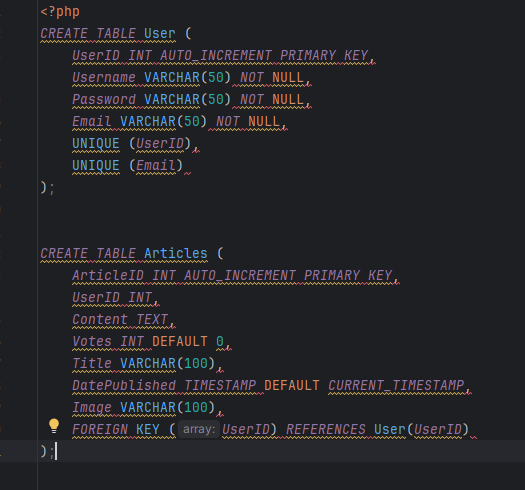 <?php
CREATE TABLE User (
UserID INT AUTO_INCREMENT PRIMARY KEY,
Username VARCHAR(50) NOT NULL,
Password VARCHAR(50) NOT NULL,
Email VARCHAR(50) NOT NULL,
UNIQUE (UserID),
UNIQUE (Email)
);
CREATE TABLE Articles (
ArticleID INT AUTO_INCREMENT PRIMARY KEY,
UserID INT,
Content TEXT,
Votes INT DEFAULT 0,
Title VARCHAR(100),
DatePublished TIMESTAMP DEFAULT CURRENT_TIMESTAMP,
Image VARCHAR(100),
FOREIGN KEY ( array: UserID) REFERENCES User(UserID)
);